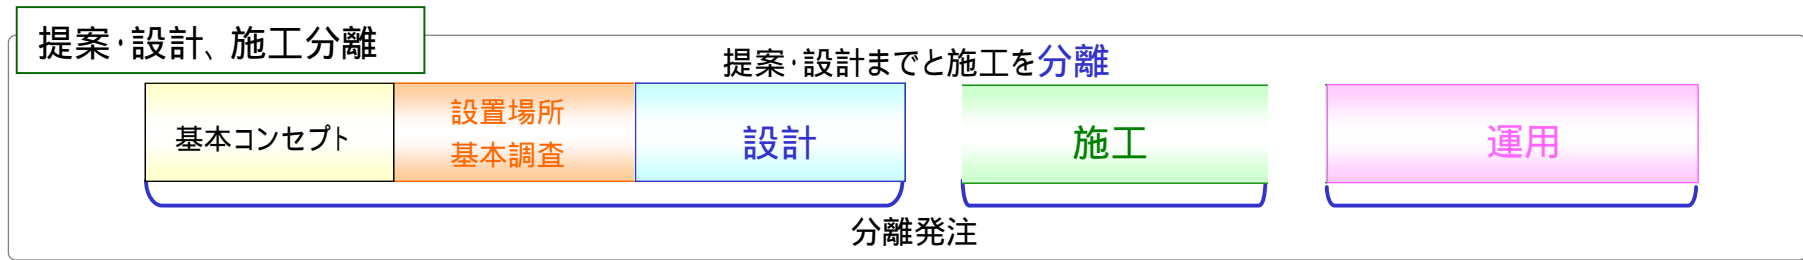 提案･設計、施工分離
提案･設計までと施工を分離
基本コンセプト
設置場所
基本調査
設計
施工
運用
分離発注